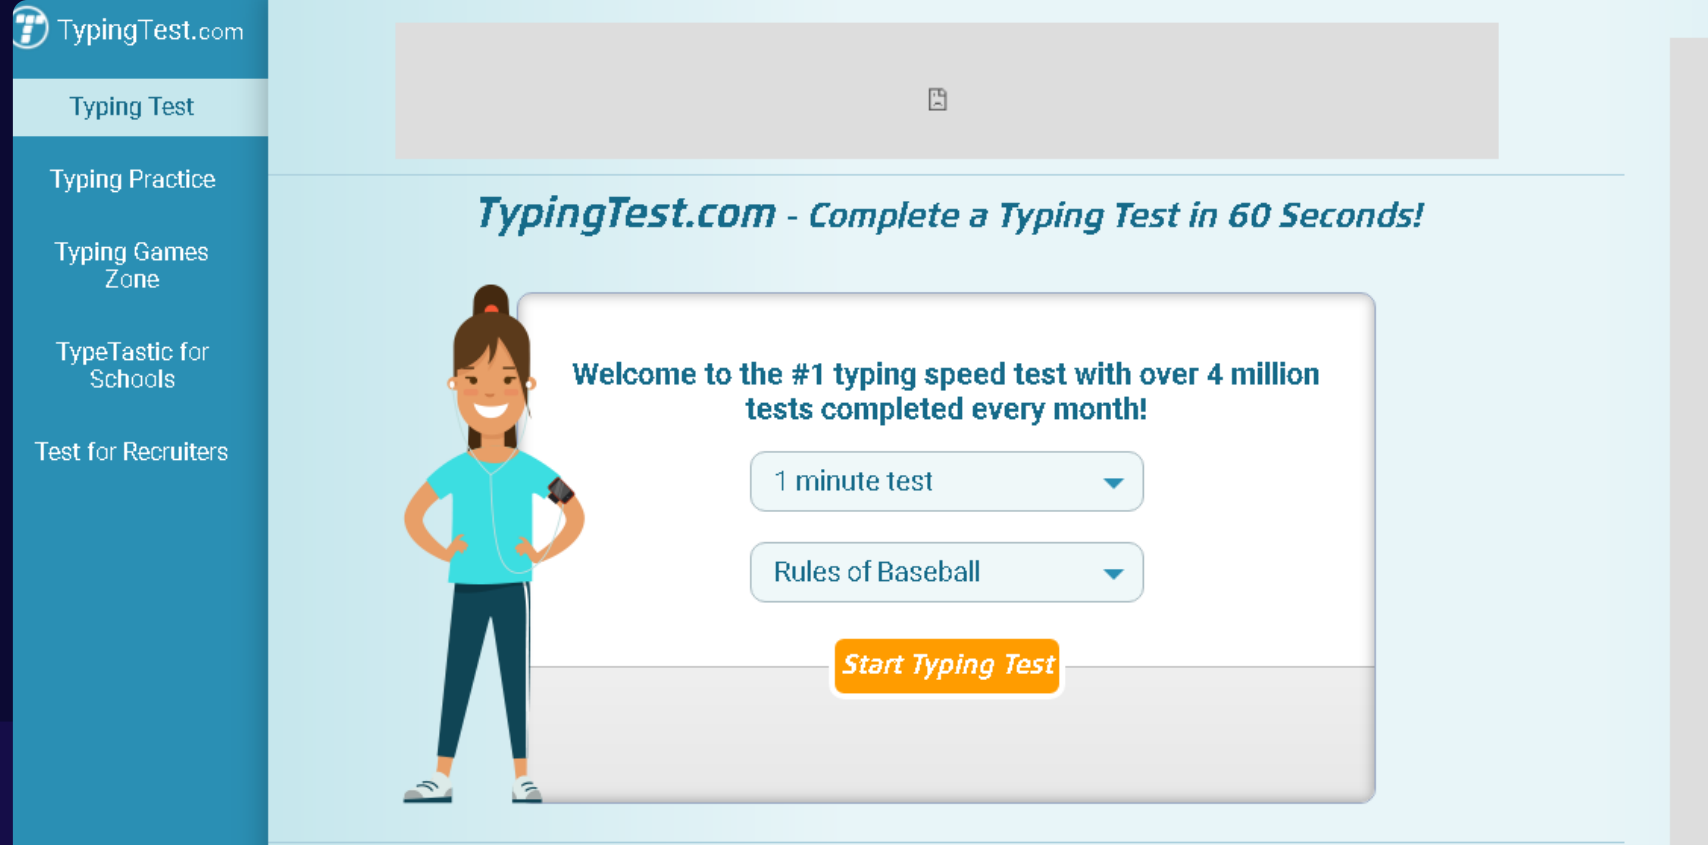 TypingTest.com
Typing Test
Typing Practice
Typing Games
Zone
TypeTastic for
Schools
Test for Recruiters
TypingTest.com - Complete a Typing Test in 60 Seconds!
Welcome to the #1 typing speed test with over 4 million
tests completed every month!
1 minute test
Rules of Baseball
Start Typing Test